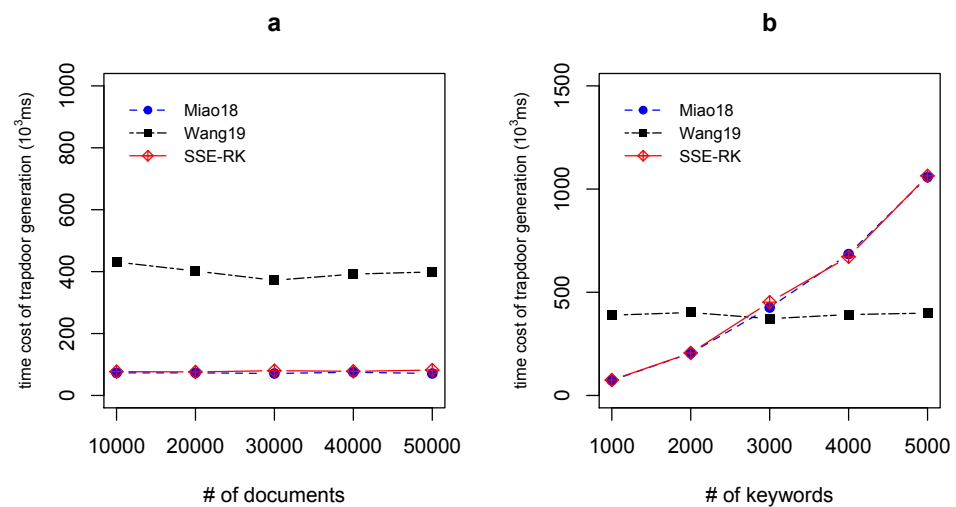 a
time cost of trapdoor generation (10³ms)
1000
800
600
400
200
0
Miao18
Wang19
SSE-RK
10000 20000 30000 40000 50000
# of documents
b
time cost of trapdoor generation (10³ms)
1500
1000
500
0
Miao18
Wang19
SSE-RK
1000 2000 3000 4000 5000
# of keywords